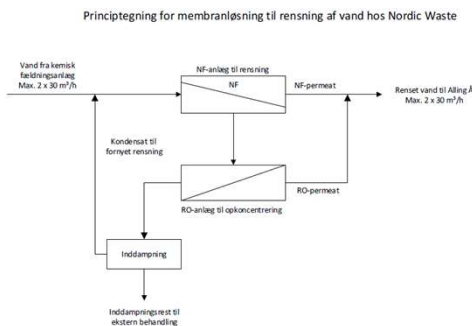 Principtegning for membranløsning til rensning af vand hos Nordic Waste
Vand fra kemisk
fældningsanlæg
Max. 2 x 30 m³/h
NF-anlæg til rensning
NF
NF-permeat
Renset vand til Alling Å
Max. 2 x 30 m³/h
Kondensat til
fornyet rensning
RO-permeat
RO-anlæg til opkoncentrering
Inddampning
Inddampningsrest til
ekstern behandling